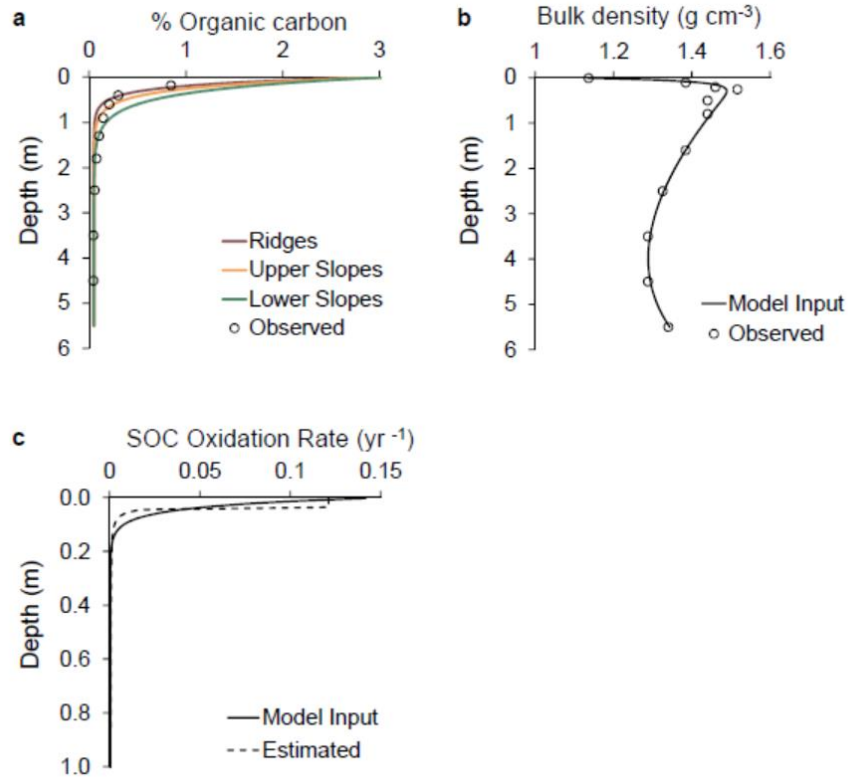 a
% Organic carbon
0 1 2 3
0
1
2
3
4
5
6
Depth (m)
Ridges
Upper Slopes
Lower Slopes
Observed
b
Bulk density (g cm-3)
1 1.2 1.4 1.6
0
1
2
3
4
5
6
Depth (m)
Model Input
Observed
c
SOC Oxidation Rate (yr -1)
0 0.05 0.1 0.15
0.0
0.2
0.4
0.6
0.8
1.0
Depth (m)
Model Input
Estimated